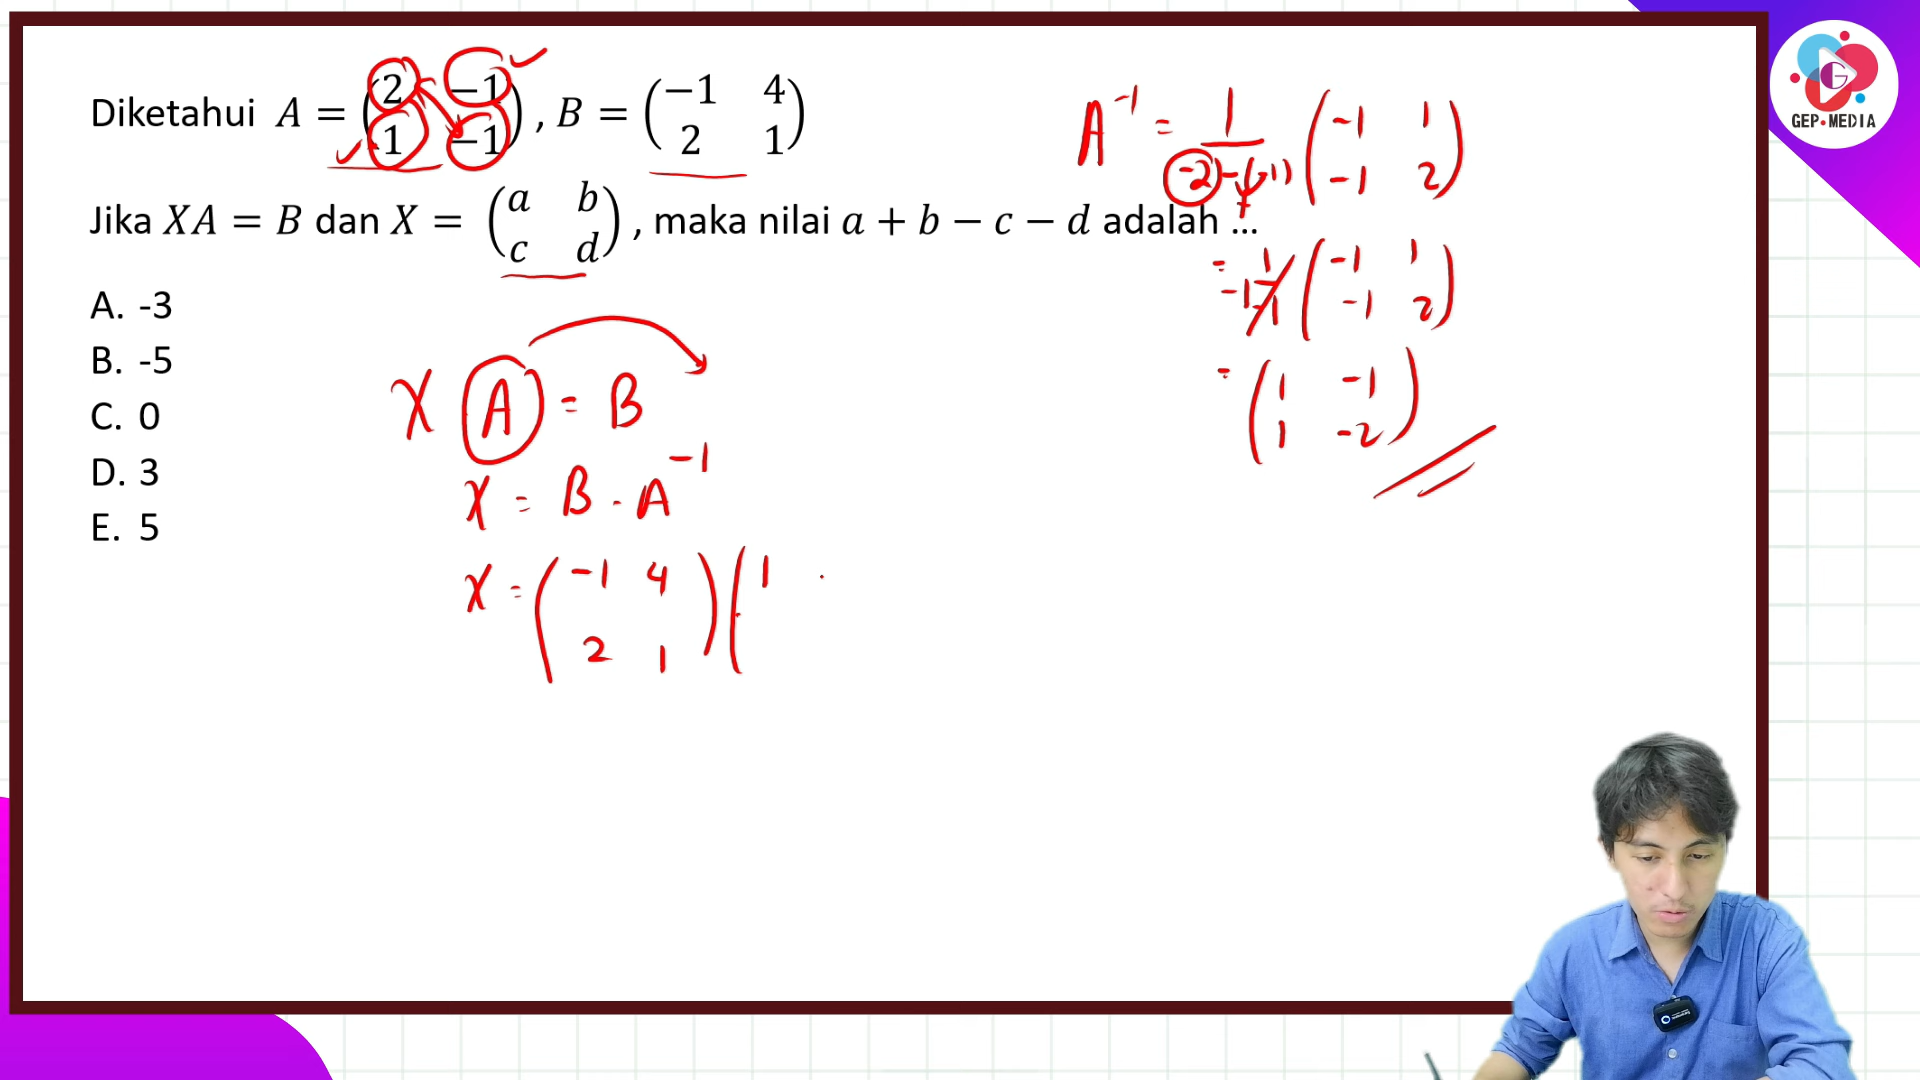 Diketahui A = (2 −1 1 −1) , B = (−1 4 2 1)
Jika XA = B dan X = (a b c d) , maka nilai a + b − c − d adalah ...
A. -3
B. -5
C. 0
D. 3
E. 5
X A = B
X = B · A⁻¹
X = (-1 4 2 1)(1
A⁻¹ = 1/(-2)-(-1) (-1 1 -1 2)
= 1/-1 (-1 1 -1 2)
-1
= (1 -1 1 -2)
GEP•MEDIA